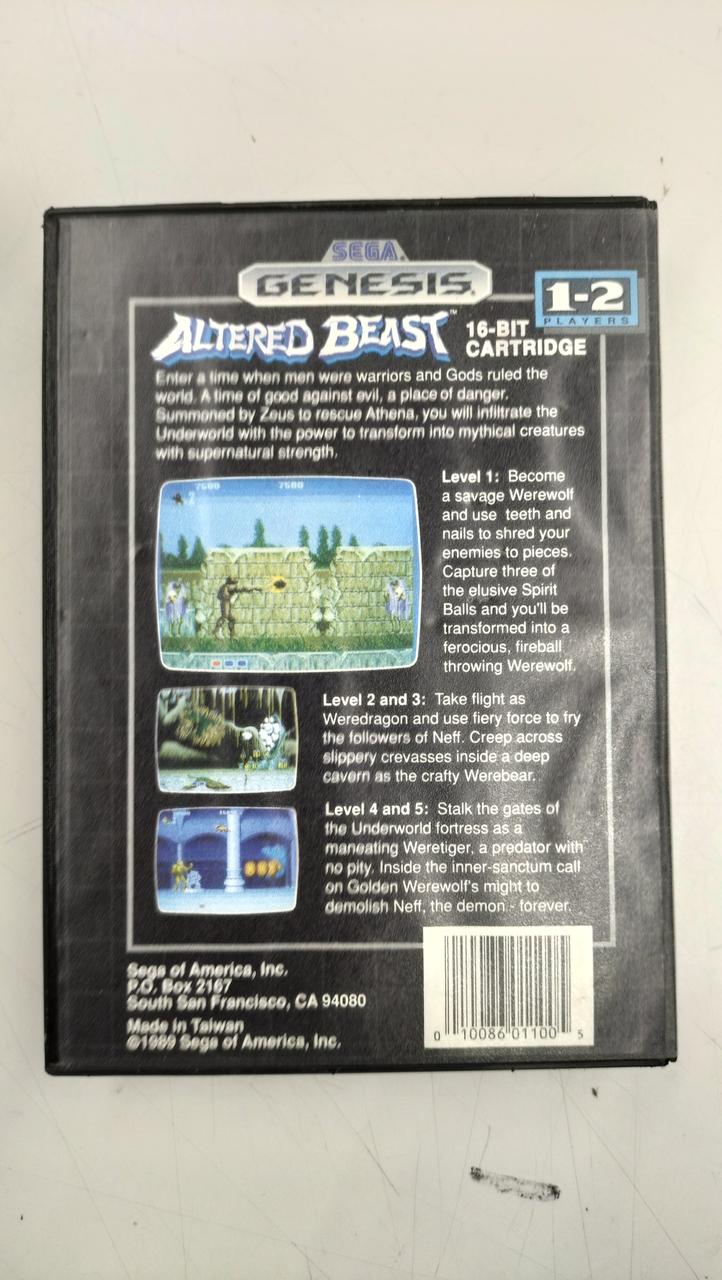 SEGA
GENESIS
1-2
PLAYERS
ALTERED BEAST™
16-BIT
CARTRIDGE
Enter a time when men were warriors and Gods ruled the
world. A time of good against evil, a place of danger.
Summoned by Zeus to rescue Athena, you will infiltrate the
Underworld with the power to transform into mythical creatures
with supernatural strength.
7500 7500
Level 1: Become
a savage Werewolf
and use teeth and
nails to shred your
enemies to pieces.
Capture three of
the elusive Spirit
Balls and you'll be
transformed into a
ferocious, fireball
throwing Werewolf.
Level 2 and 3: Take flight as
Weredragon and use fiery force to fry
the followers of Neff. Creep across
slippery crevasses inside a deep
cavern as the crafty Werebear.
Level 4 and 5: Stalk the gates of
the Underworld fortress as a
maneating Weretiger, a predator with
no pity. Inside the inner-sanctum call
on Golden Werewolf's might to
demolish Neff, the demon - forever.
Sega of America, Inc.
P.O. Box 2167
South San Francisco, CA 94080
Made in Taiwan
©1989 Sega of America, Inc.
0 10086 01100 5